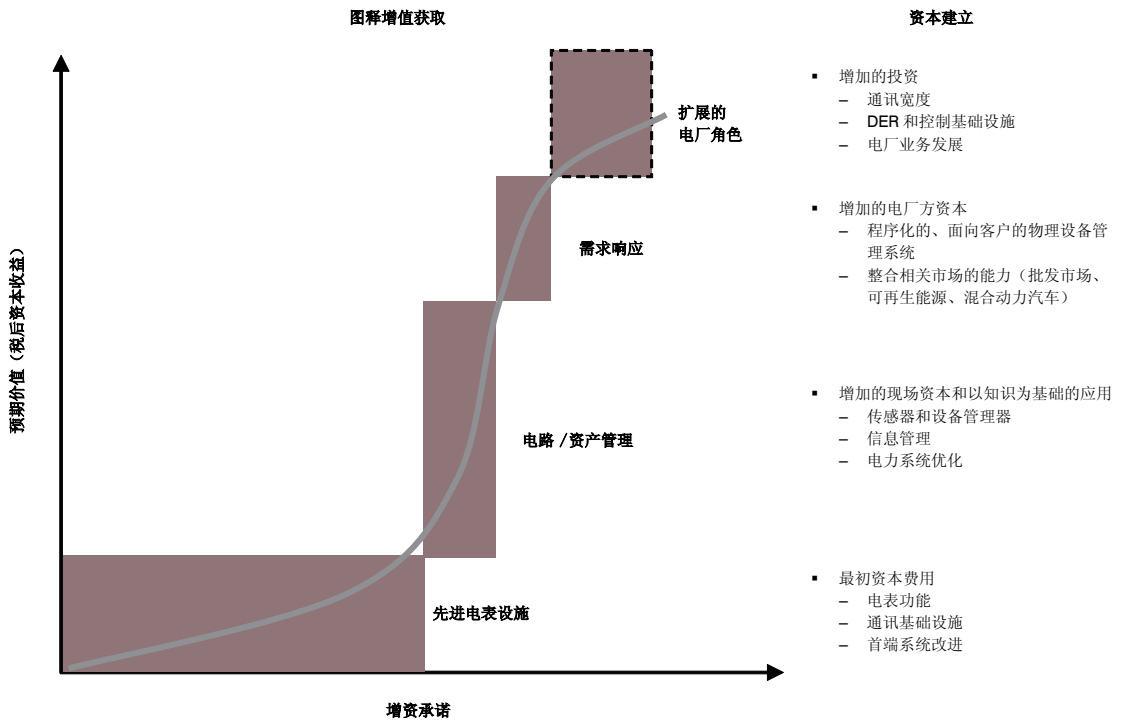 图释增值获取
资本建立
预期价值（税后资本收益）
扩展的
电厂角色
需求响应
电路 /资产管理
先进电表设施
增资承诺
▪ 增加的投资
– 通讯宽度
– DER 和控制基础设施
– 电厂业务发展
▪ 增加的电厂方资本
– 程序化的、面向客户的物理设备管
理系统
– 整合相关市场的能力（批发市场、
可再生能源、混合动力汽车）
▪ 增加的现场资本和以知识为基础的应用
– 传感器和设备管理器
– 信息管理
– 电力系统优化
▪ 最初资本费用
– 电表功能
– 通讯基础设施
– 首端系统改进